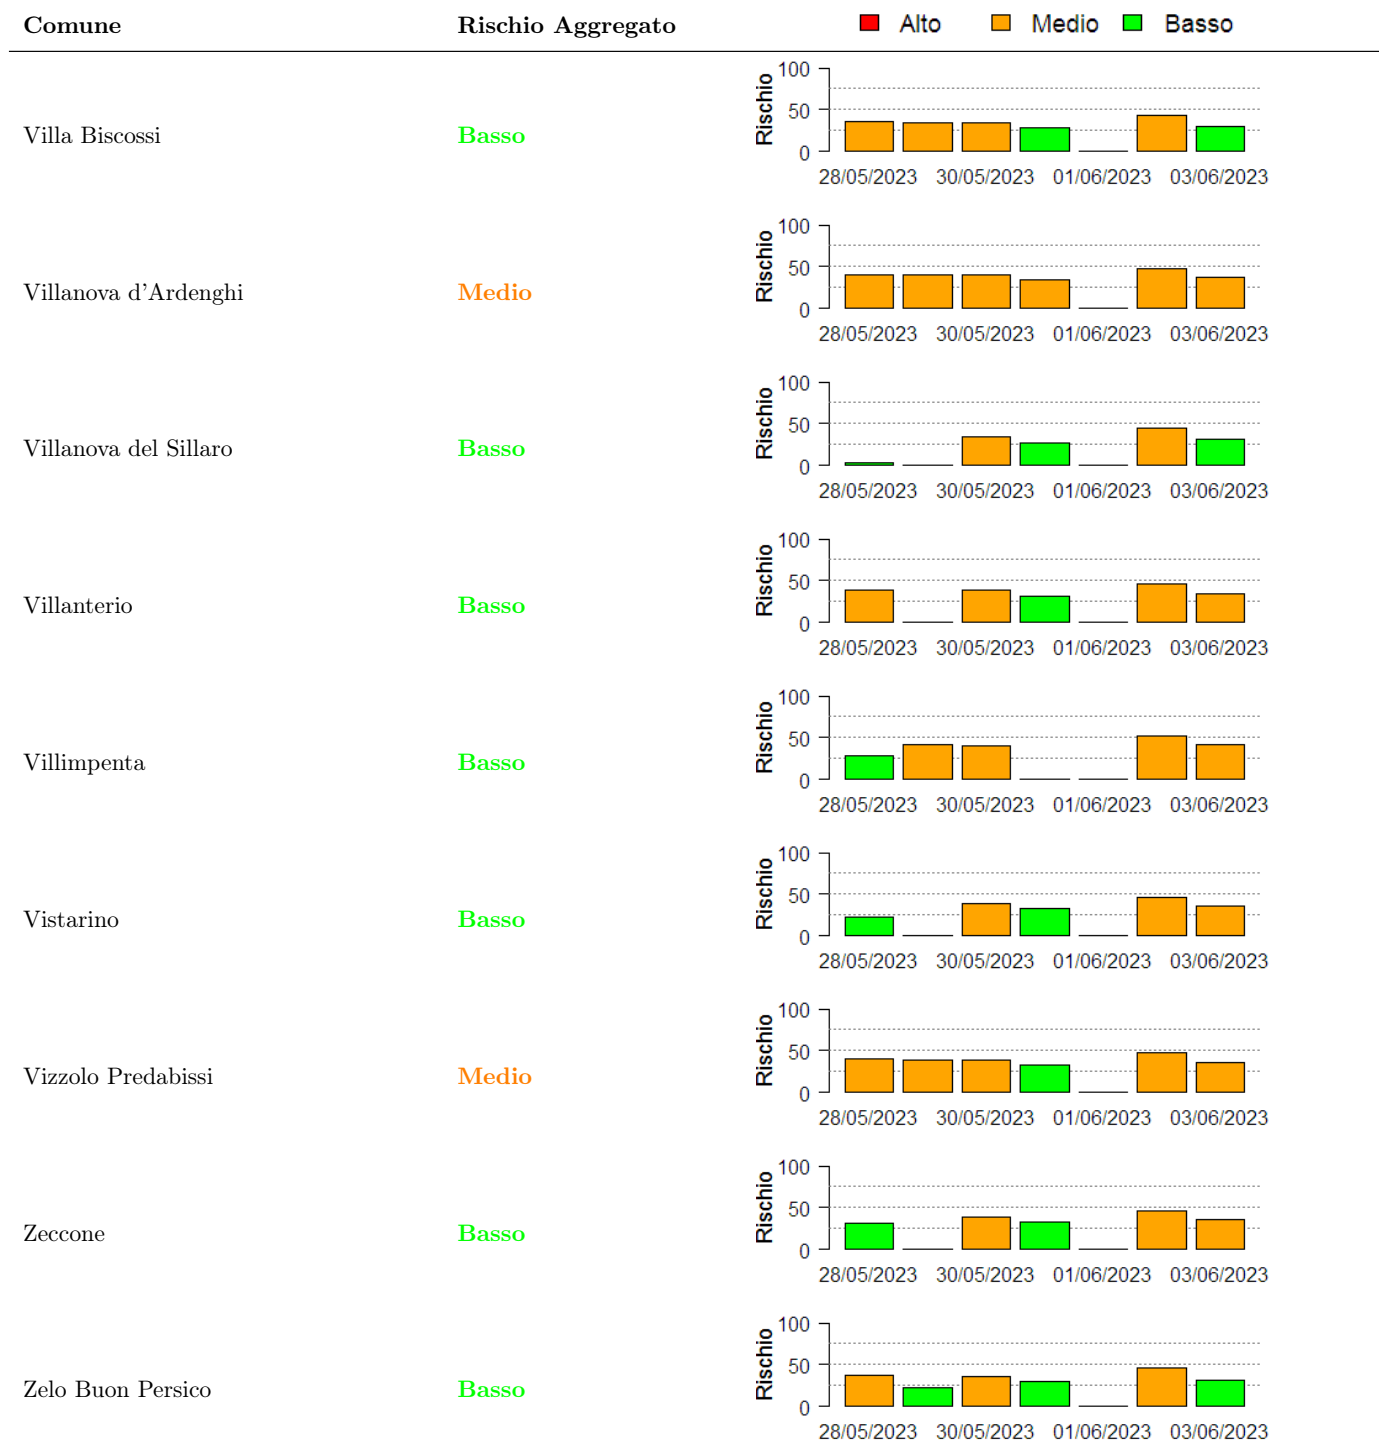 Comune Rischio Aggregato Alto Medio Basso
100
50
0
Rischio
Villa Biscossi Basso
28/05/2023 30/05/2023 01/06/2023 03/06/2023
100
50
0
Rischio
Villanova d'Ardenghi Medio
28/05/2023 30/05/2023 01/06/2023 03/06/2023
100
50
0
Rischio
Villanova del Sillaro Basso
28/05/2023 30/05/2023 01/06/2023 03/06/2023
100
50
0
Rischio
Villanterio Basso
28/05/2023 30/05/2023 01/06/2023 03/06/2023
100
50
0
Rischio
Villimpenta Basso
28/05/2023 30/05/2023 01/06/2023 03/06/2023
100
50
0
Rischio
Vistarino Basso
28/05/2023 30/05/2023 01/06/2023 03/06/2023
100
50
0
Rischio
Vizzolo Predabissi Medio
28/05/2023 30/05/2023 01/06/2023 03/06/2023
100
50
0
Rischio
Zeccone Basso
28/05/2023 30/05/2023 01/06/2023 03/06/2023
100
50
0
Rischio
Zelo Buon Persico Basso
28/05/2023 30/05/2023 01/06/2023 03/06/2023